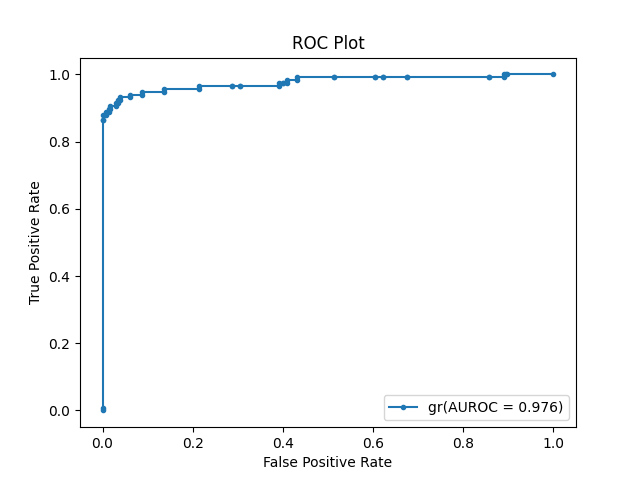 ROC Plot
True Positive Rate
1.0
0.8
0.6
0.4
0.2
0.0
gr(AUROC = 0.976)
0.0 0.2 0.4 0.6 0.8 1.0
False Positive Rate